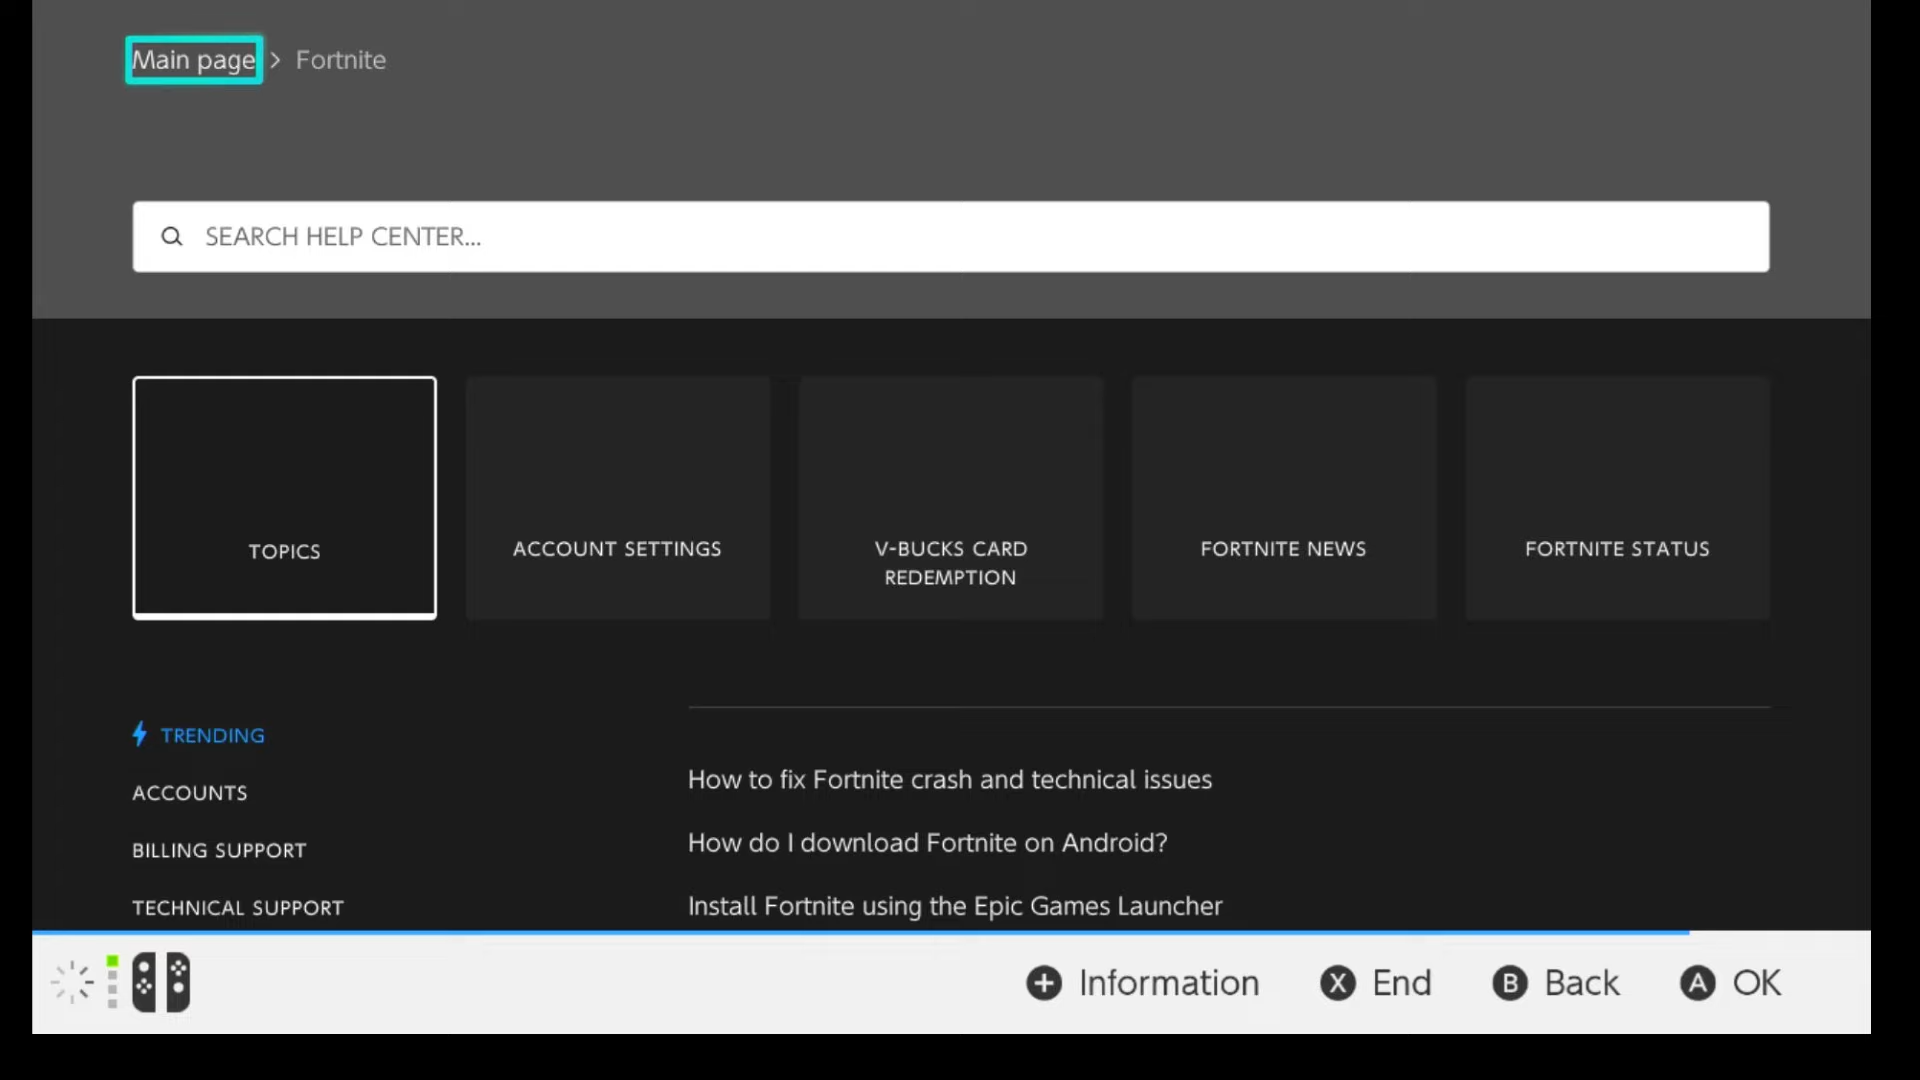 Main page > Fortnite
SEARCH HELP CENTER...
TOPICS
ACCOUNT SETTINGS
V-BUCKS CARD
REDEMPTION
FORTNITE NEWS
FORTNITE STATUS
TRENDING
ACCOUNTS
BILLING SUPPORT
TECHNICAL SUPPORT
How to fix Fortnite crash and technical issues
How do I download Fortnite on Android?
Install Fortnite using the Epic Games Launcher
+ Information
X End
B Back
A OK